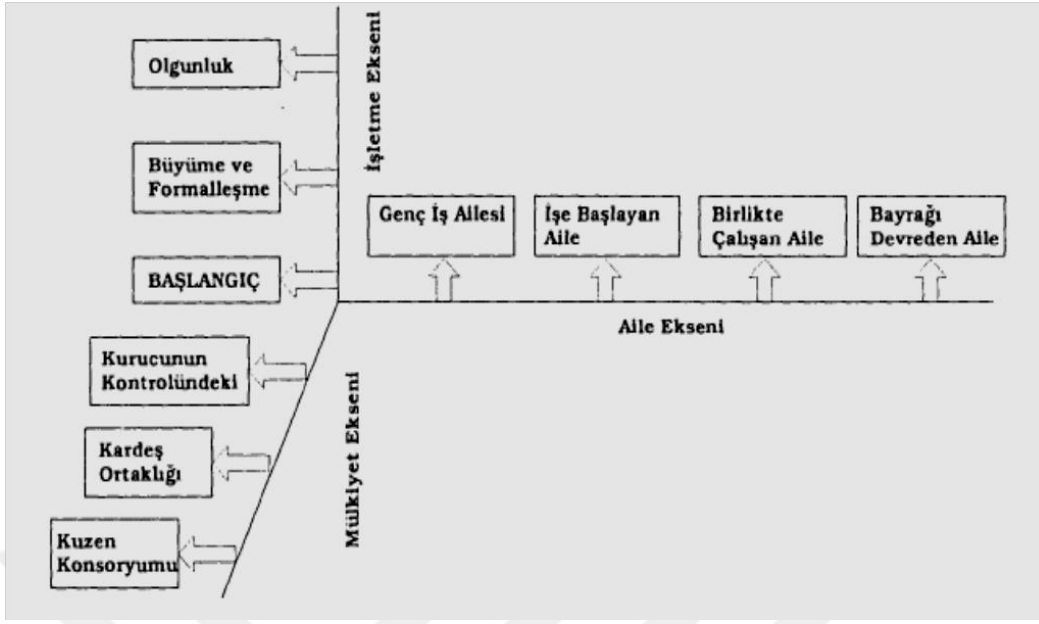 Olgunluk
İşletme Ekseni
Büyüme ve
Formalleşme
Genç İş Ailesi
İşe Başlayan
Aile
Birlikte
Çalışan Aile
Bayrağı
Devreden Aile
BAŞLANGIÇ
Aile Ekseni
Kurucunun
Kontrolündeki
Mülkiyet Ekseni
Kardeş
Ortaklığı
Kuzen
Konsoryumu